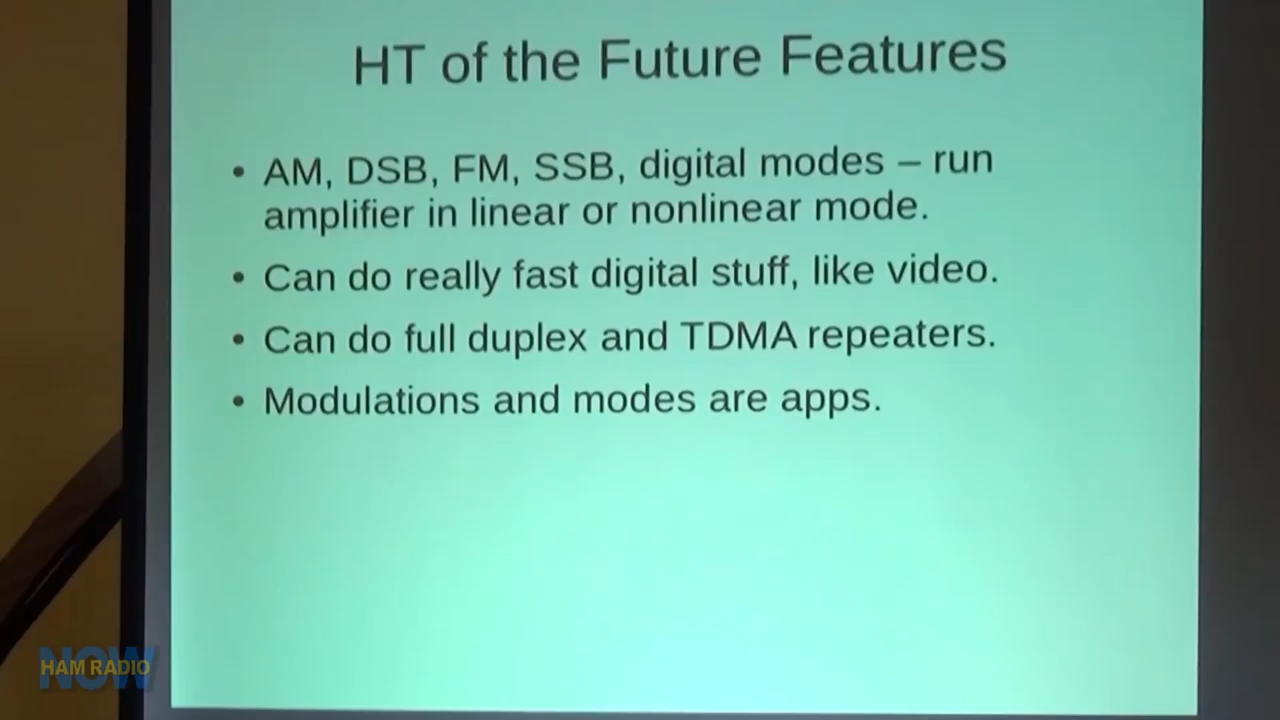 HT of the Future Features
• AM, DSB, FM, SSB, digital modes – run
amplifier in linear or nonlinear mode.
• Can do really fast digital stuff, like video.
• Can do full duplex and TDMA repeaters.
• Modulations and modes are apps.
HAM RADIO
NOW